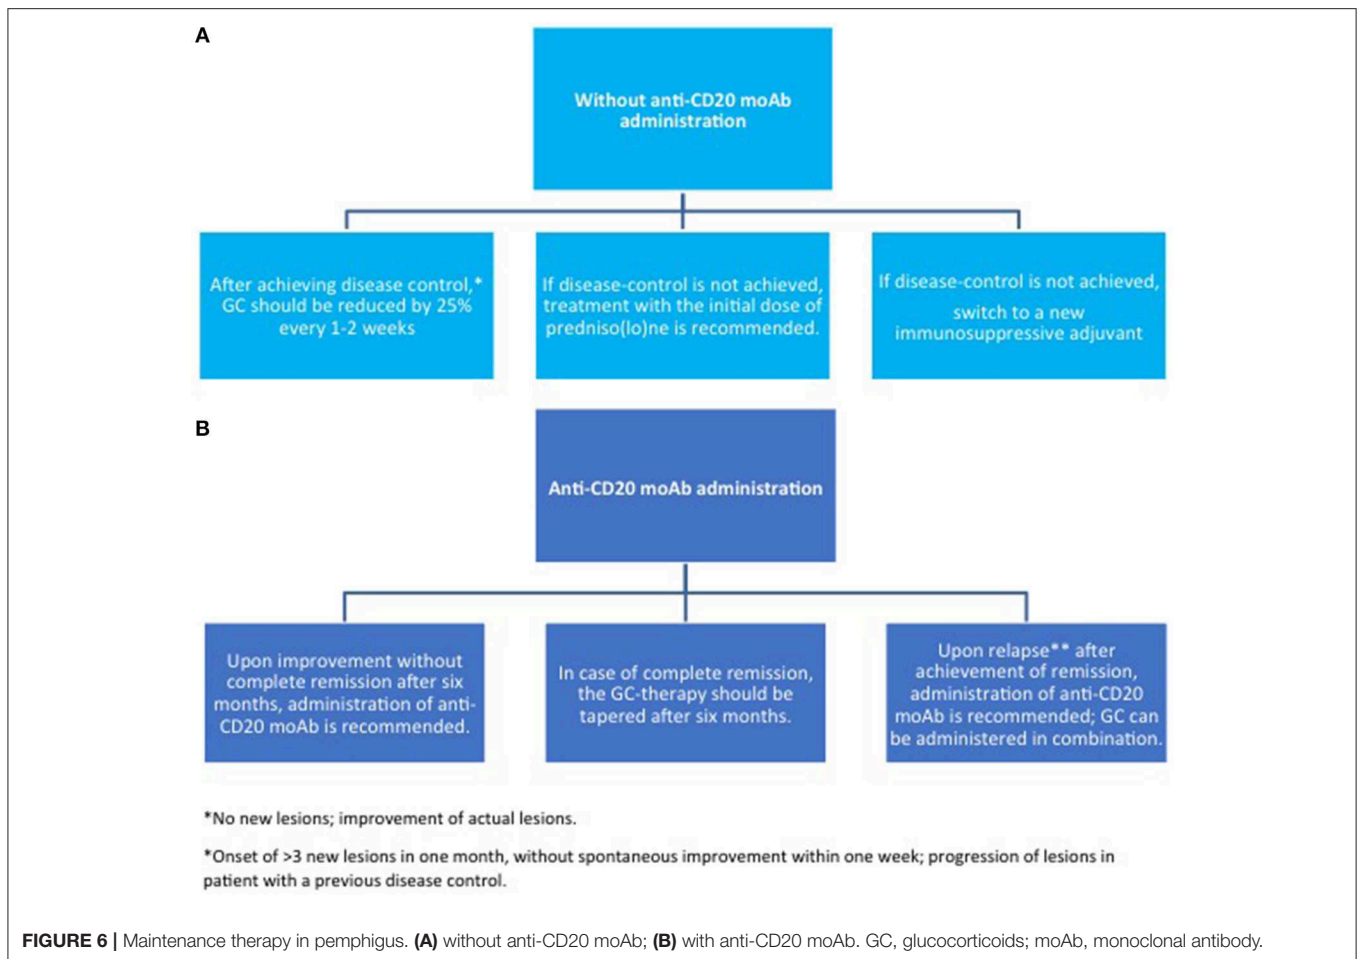 A
Without anti-CD20 moAb
administration
After achieving disease control,*
GC should be reduced by 25%
every 1-2 weeks
If disease-control is not achieved,
treatment with the initial dose of
predniso(lo)ne is recommended.
If disease-control is not achieved,
switch to a new
immunosuppressive adjuvant
B
Anti-CD20 moAb administration
Upon improvement without
complete remission after six
months, administration of anti-
CD20 moAb is recommended.
In case of complete remission,
the GC-therapy should be
tapered after six months.
Upon relapse** after
achievement of remission,
administration of anti-CD20
moAb is recommended; GC can
be administered in combination.
*No new lesions; improvement of actual lesions.
*Onset of >3 new lesions in one month, without spontaneous improvement within one week; progression of lesions in
patient with a previous disease control.
FIGURE 6 | Maintenance therapy in pemphigus. (A) without anti-CD20 moAb; (B) with anti-CD20 moAb. GC, glucocorticoids; moAb, monoclonal antibody.